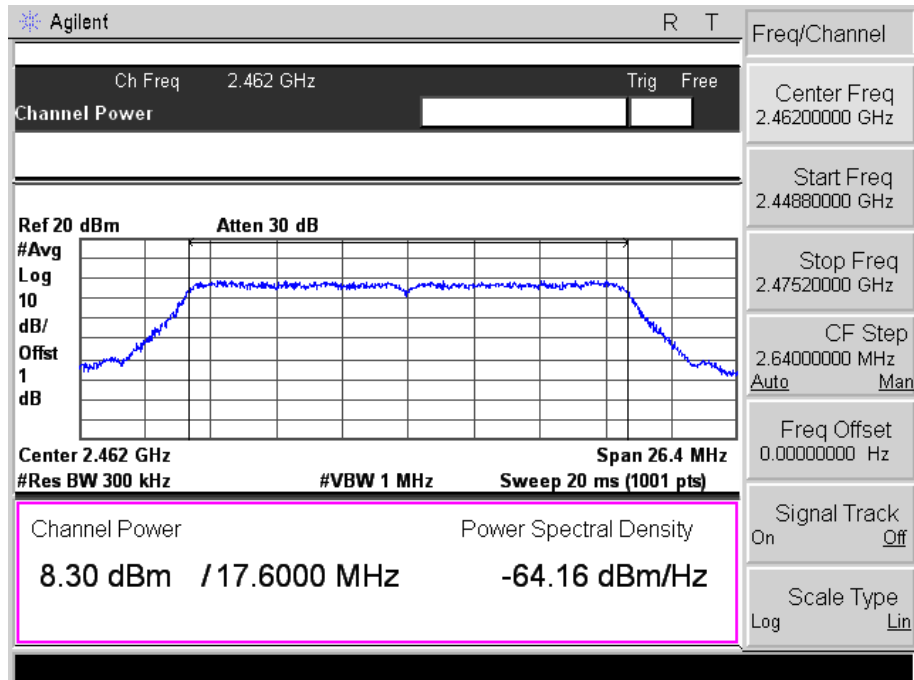 Agilent R T
Ch Freq 2.462 GHz Trig Free
Channel Power
Ref 20 dBm Atten 30 dB
#Avg
Log
10
dB/
Offst
1
dB
Center 2.462 GHz Span 26.4 MHz
#Res BW 300 kHz #VBW 1 MHz Sweep 20 ms (1001 pts)
Channel Power Power Spectral Density
8.30 dBm / 17.6000 MHz -64.16 dBm/Hz
Freq/Channel
Center Freq
2.46200000 GHz
Start Freq
2.44880000 GHz
Stop Freq
2.47520000 GHz
CF Step
2.64000000 MHz
Auto Man
Freq Offset
0.00000000 Hz
Signal Track
On Off
Scale Type
Log Lin